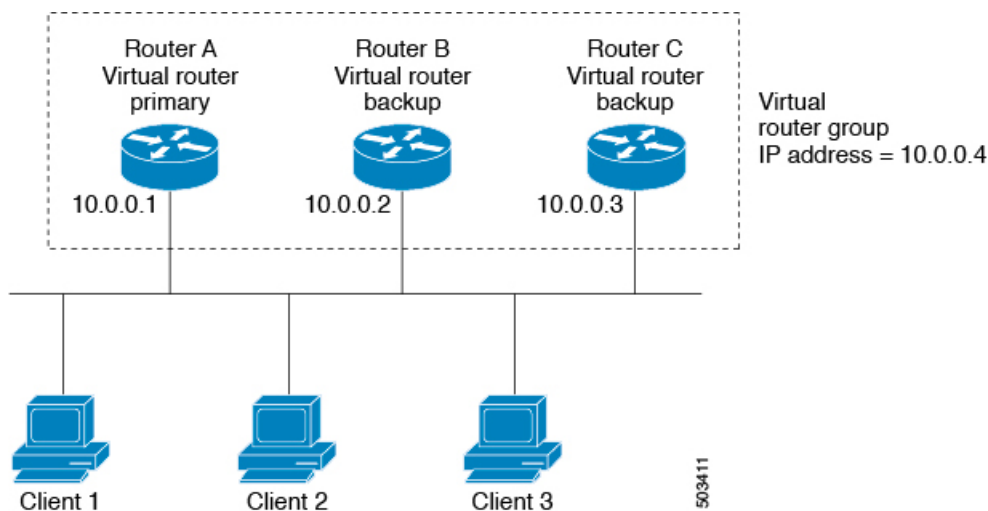 Router A
Virtual router
primary
Router B
Virtual router
backup
Router C
Virtual router
backup
Virtual
router group
IP address = 10.0.0.4
10.0.0.1
10.0.0.2
10.0.0.3
Client 1
Client 2
Client 3
503411